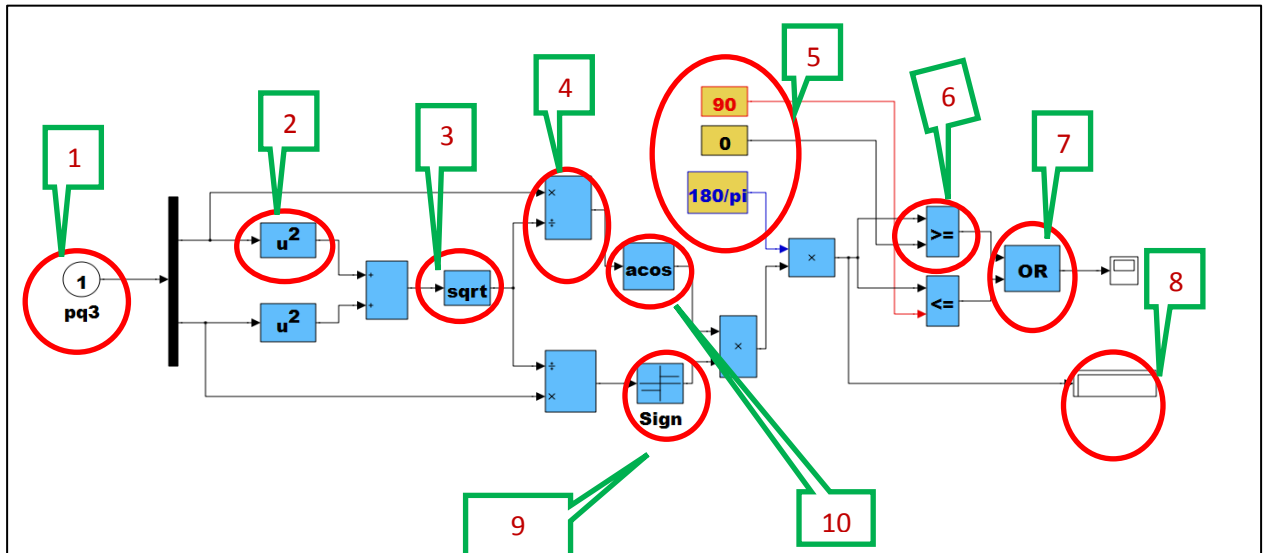 1
2
3
4
5
6
7
8
9
10
1
pq3
u²
u²
+
+
sqrt
×
÷
÷
×
acos
Sign
×
90
0
180/pi
×
>=
<=
OR